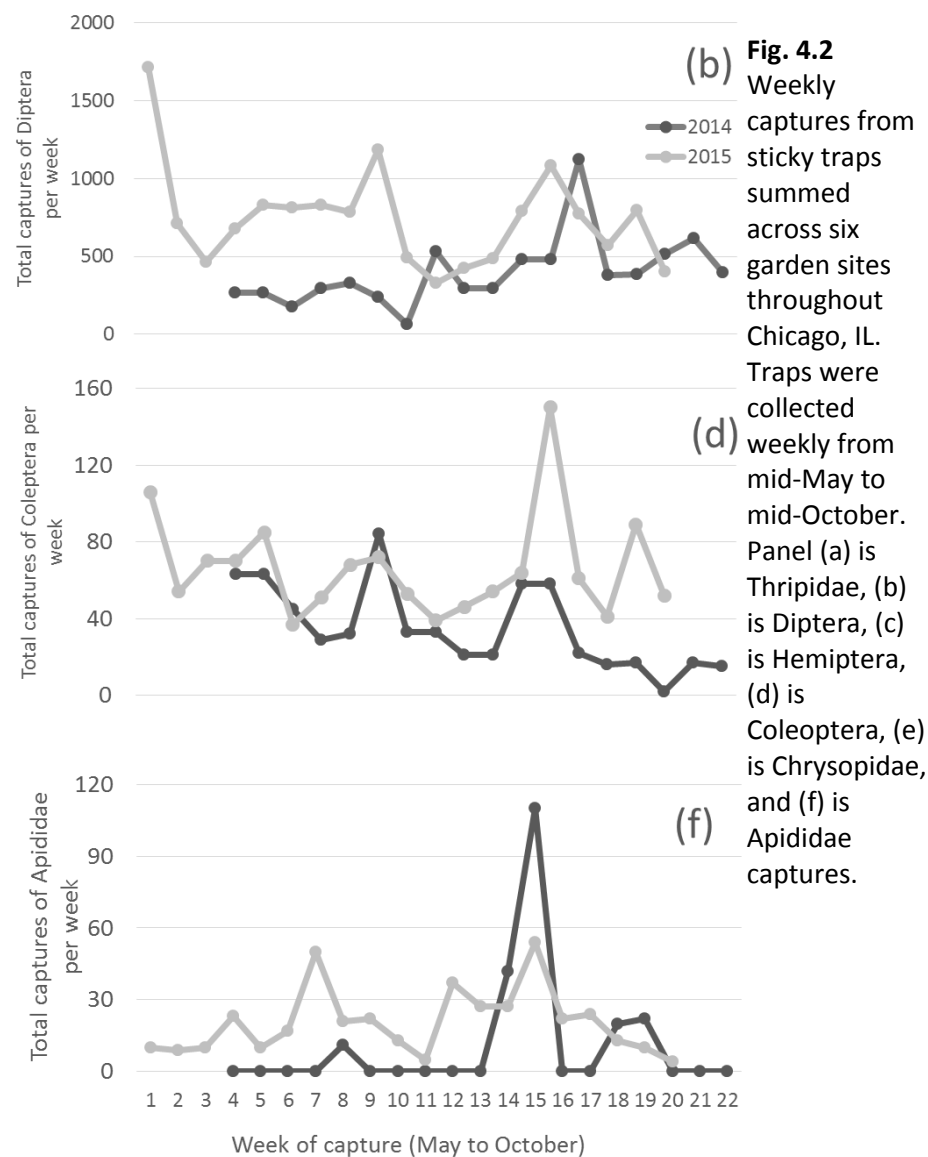 2000
1500
1000
500
0
Total captures of Diptera
per week
(b)
2014
2015
160
120
80
40
0
Total captures of Coleptera per
week
(d)
120
90
60
30
0
Total captures of Apididae
per week
(f)
1 2 3 4 5 6 7 8 9 10 11 12 13 14 15 16 17 18 19 20 21 22
Week of capture (May to October)
Fig. 4.2
Weekly
captures from
sticky traps
summed
across six
garden sites
throughout
Chicago, IL.
Traps were
collected
weekly from
mid-May to
mid-October.
Panel (a) is
Thripidae, (b)
is Diptera, (c)
is Hemiptera,
(d) is
Coleoptera, (e)
is Chrysopidae,
and (f) is
Apididae
captures.